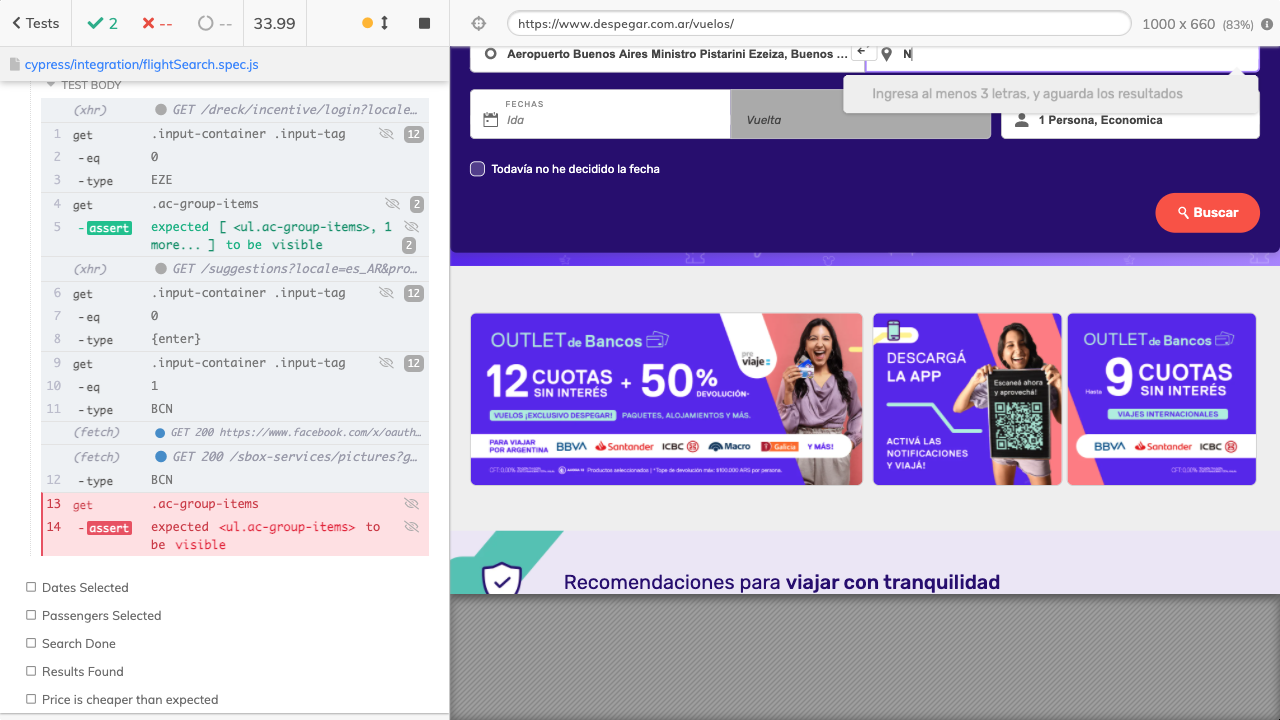 Tests
2
--
--
33.99
https://www.despegar.com.ar/vuelos/
1000 x 660 (83%)
cypress/integration/flightSearch.spec.js
TEST BODY
(xhr) GET /dreck/incentive/login?locale...
1 get .input-container .input-tag 12
2 -eq 0
3 -type EZE
4 get .ac-group-items 2
5 -assert expected [ <ul.ac-group-items>, 1
more... ] to be visible 2
(xhr) GET /suggestions?locale=es_AR&pro...
6 get .input-container .input-tag 12
7 -eq 0
8 -type {enter}
9 get .input-container .input-tag 12
10 -eq 1
11 -type BCN
(fetch) GET 200 https://www.facebook.com/x/oauth...
(fetch) GET 200 /sbox-services/pictures?g...
12 -type BCN
13 get .ac-group-items
14 -assert expected <ul.ac-group-items> to
be visible
Dates Selected
Passengers Selected
Search Done
Results Found
Price is cheaper than expected
Aeropuerto Buenos Aires Ministro Pistarini Ezeiza, Buenos ...
N
Ingresa al menos 3 letras, y aguarda los resultados
FECHAS
Ida
Vuelta
1 Persona, Economica
Todavía no he decidido la fecha
Buscar
OUTLET de Bancos
pre
viaje
12 CUOTAS SIN INTERÉS + 50% DEVOLUCIÓN
VUELOS ¡EXCLUSIVO DESPEGAR! PAQUETES, ALOJAMIENTOS Y MÁS.
PARA VIAJAR POR ARGENTINA BBVA Santander ICBC Macro Galicia Y MÁS!
Productos seleccionados | *Tope de devolución máx: $100.000 ARS por persona.
DESCARGÁ
LA APP
Escaneá ahora
y aprovechá!
ACTIVÁ LAS
NOTIFICACIONES
Y VIAJÁ!
OUTLET de Bancos
Hasta 9 CUOTAS SIN INTERÉS
VIAJES INTERNACIONALES
BBVA Santander ICBC
Recomendaciones para viajar con tranquilidad